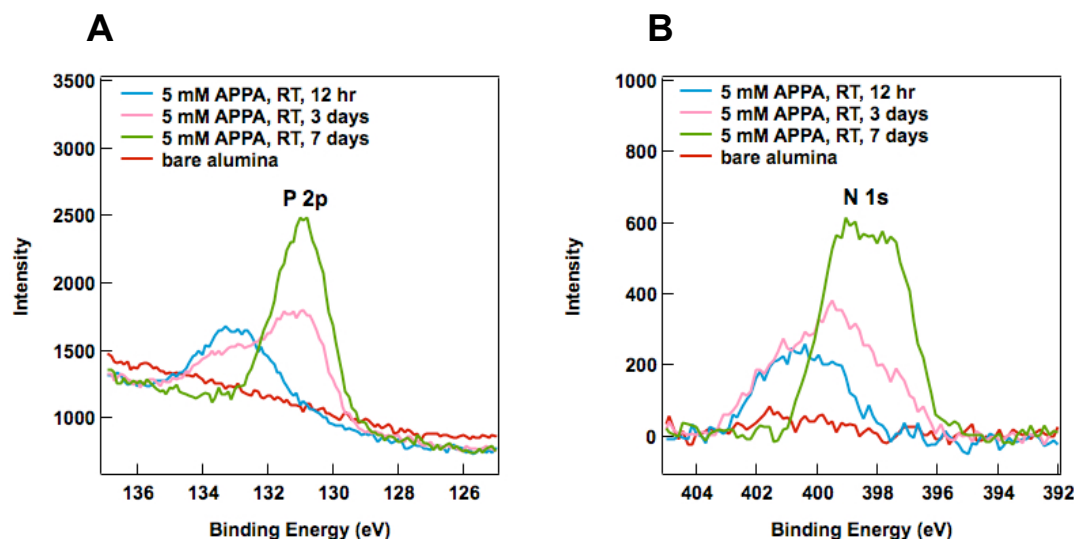 A
3500
3000
2500
2000
1500
1000
Intensity
5 mM APPA, RT, 12 hr
5 mM APPA, RT, 3 days
5 mM APPA, RT, 7 days
bare alumina
P 2p
136 134 132 130 128 126
Binding Energy (eV)
B
1000
800
600
400
200
0
Intensity
5 mM APPA, RT, 12 hr
5 mM APPA, RT, 3 days
5 mM APPA, RT, 7 days
bare alumina
N 1s
404 402 400 398 396 394 392
Binding Energy (eV)